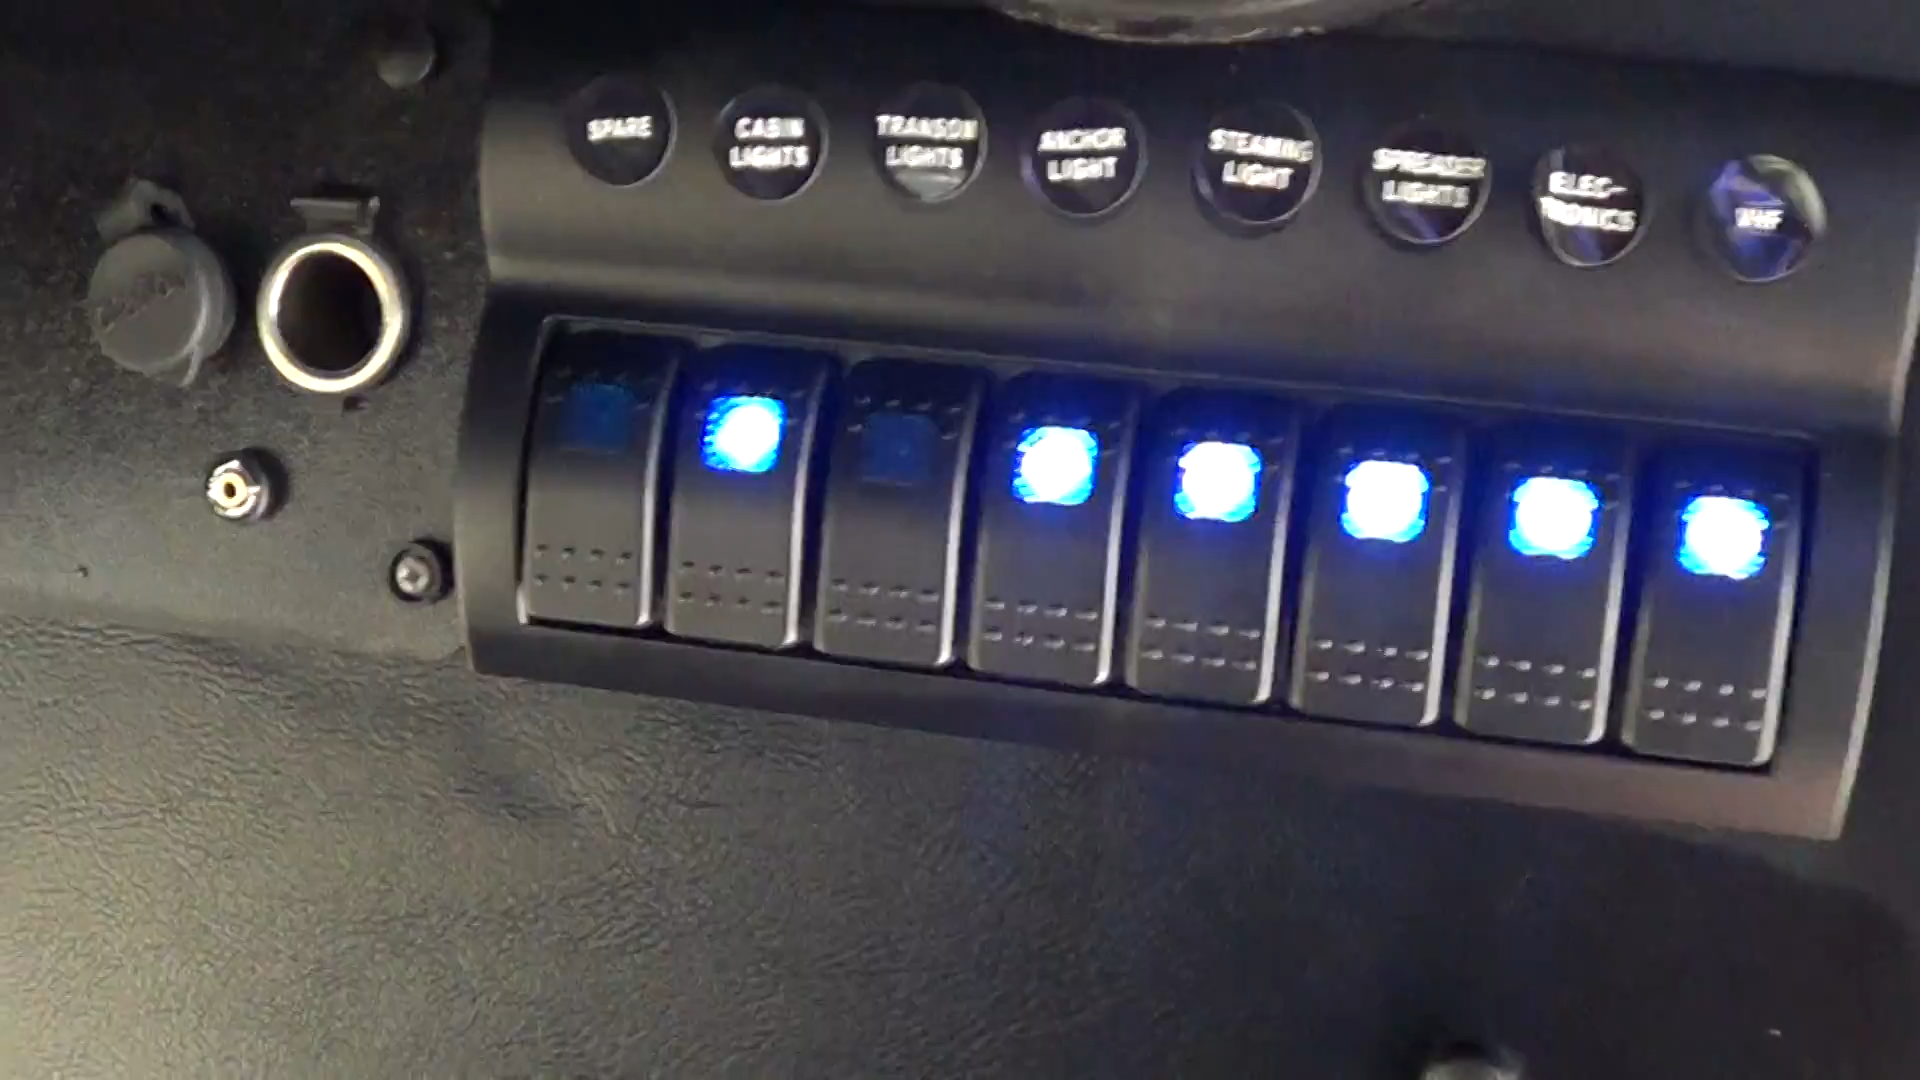 SPARE
CABIN
LIGHTS
TRANSOM
LIGHTS
ANCHOR
LIGHT
STEAMING
LIGHT
SPREADER
LIGHTS
ELEC-
TRONICS
VHF